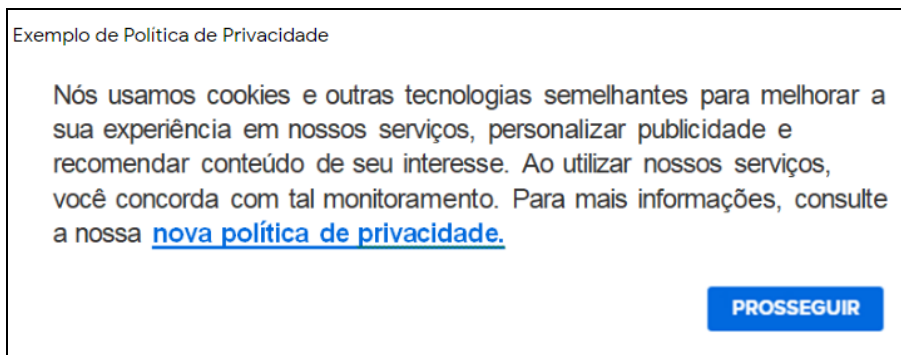 Exemplo de Política de Privacidade
Nós usamos cookies e outras tecnologias semelhantes para melhorar a
sua experiência em nossos serviços, personalizar publicidade e
recomendar conteúdo de seu interesse. Ao utilizar nossos serviços,
você concorda com tal monitoramento. Para mais informações, consulte
a nossa nova política de privacidade.
PROSSEGUIR